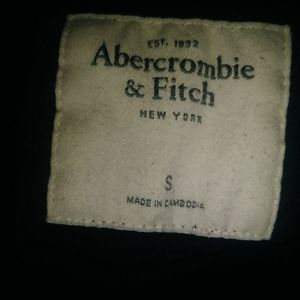 EST. 1892
Abercrombie
& Fitch
NEW YORK
S
MADE IN CAMBODIA